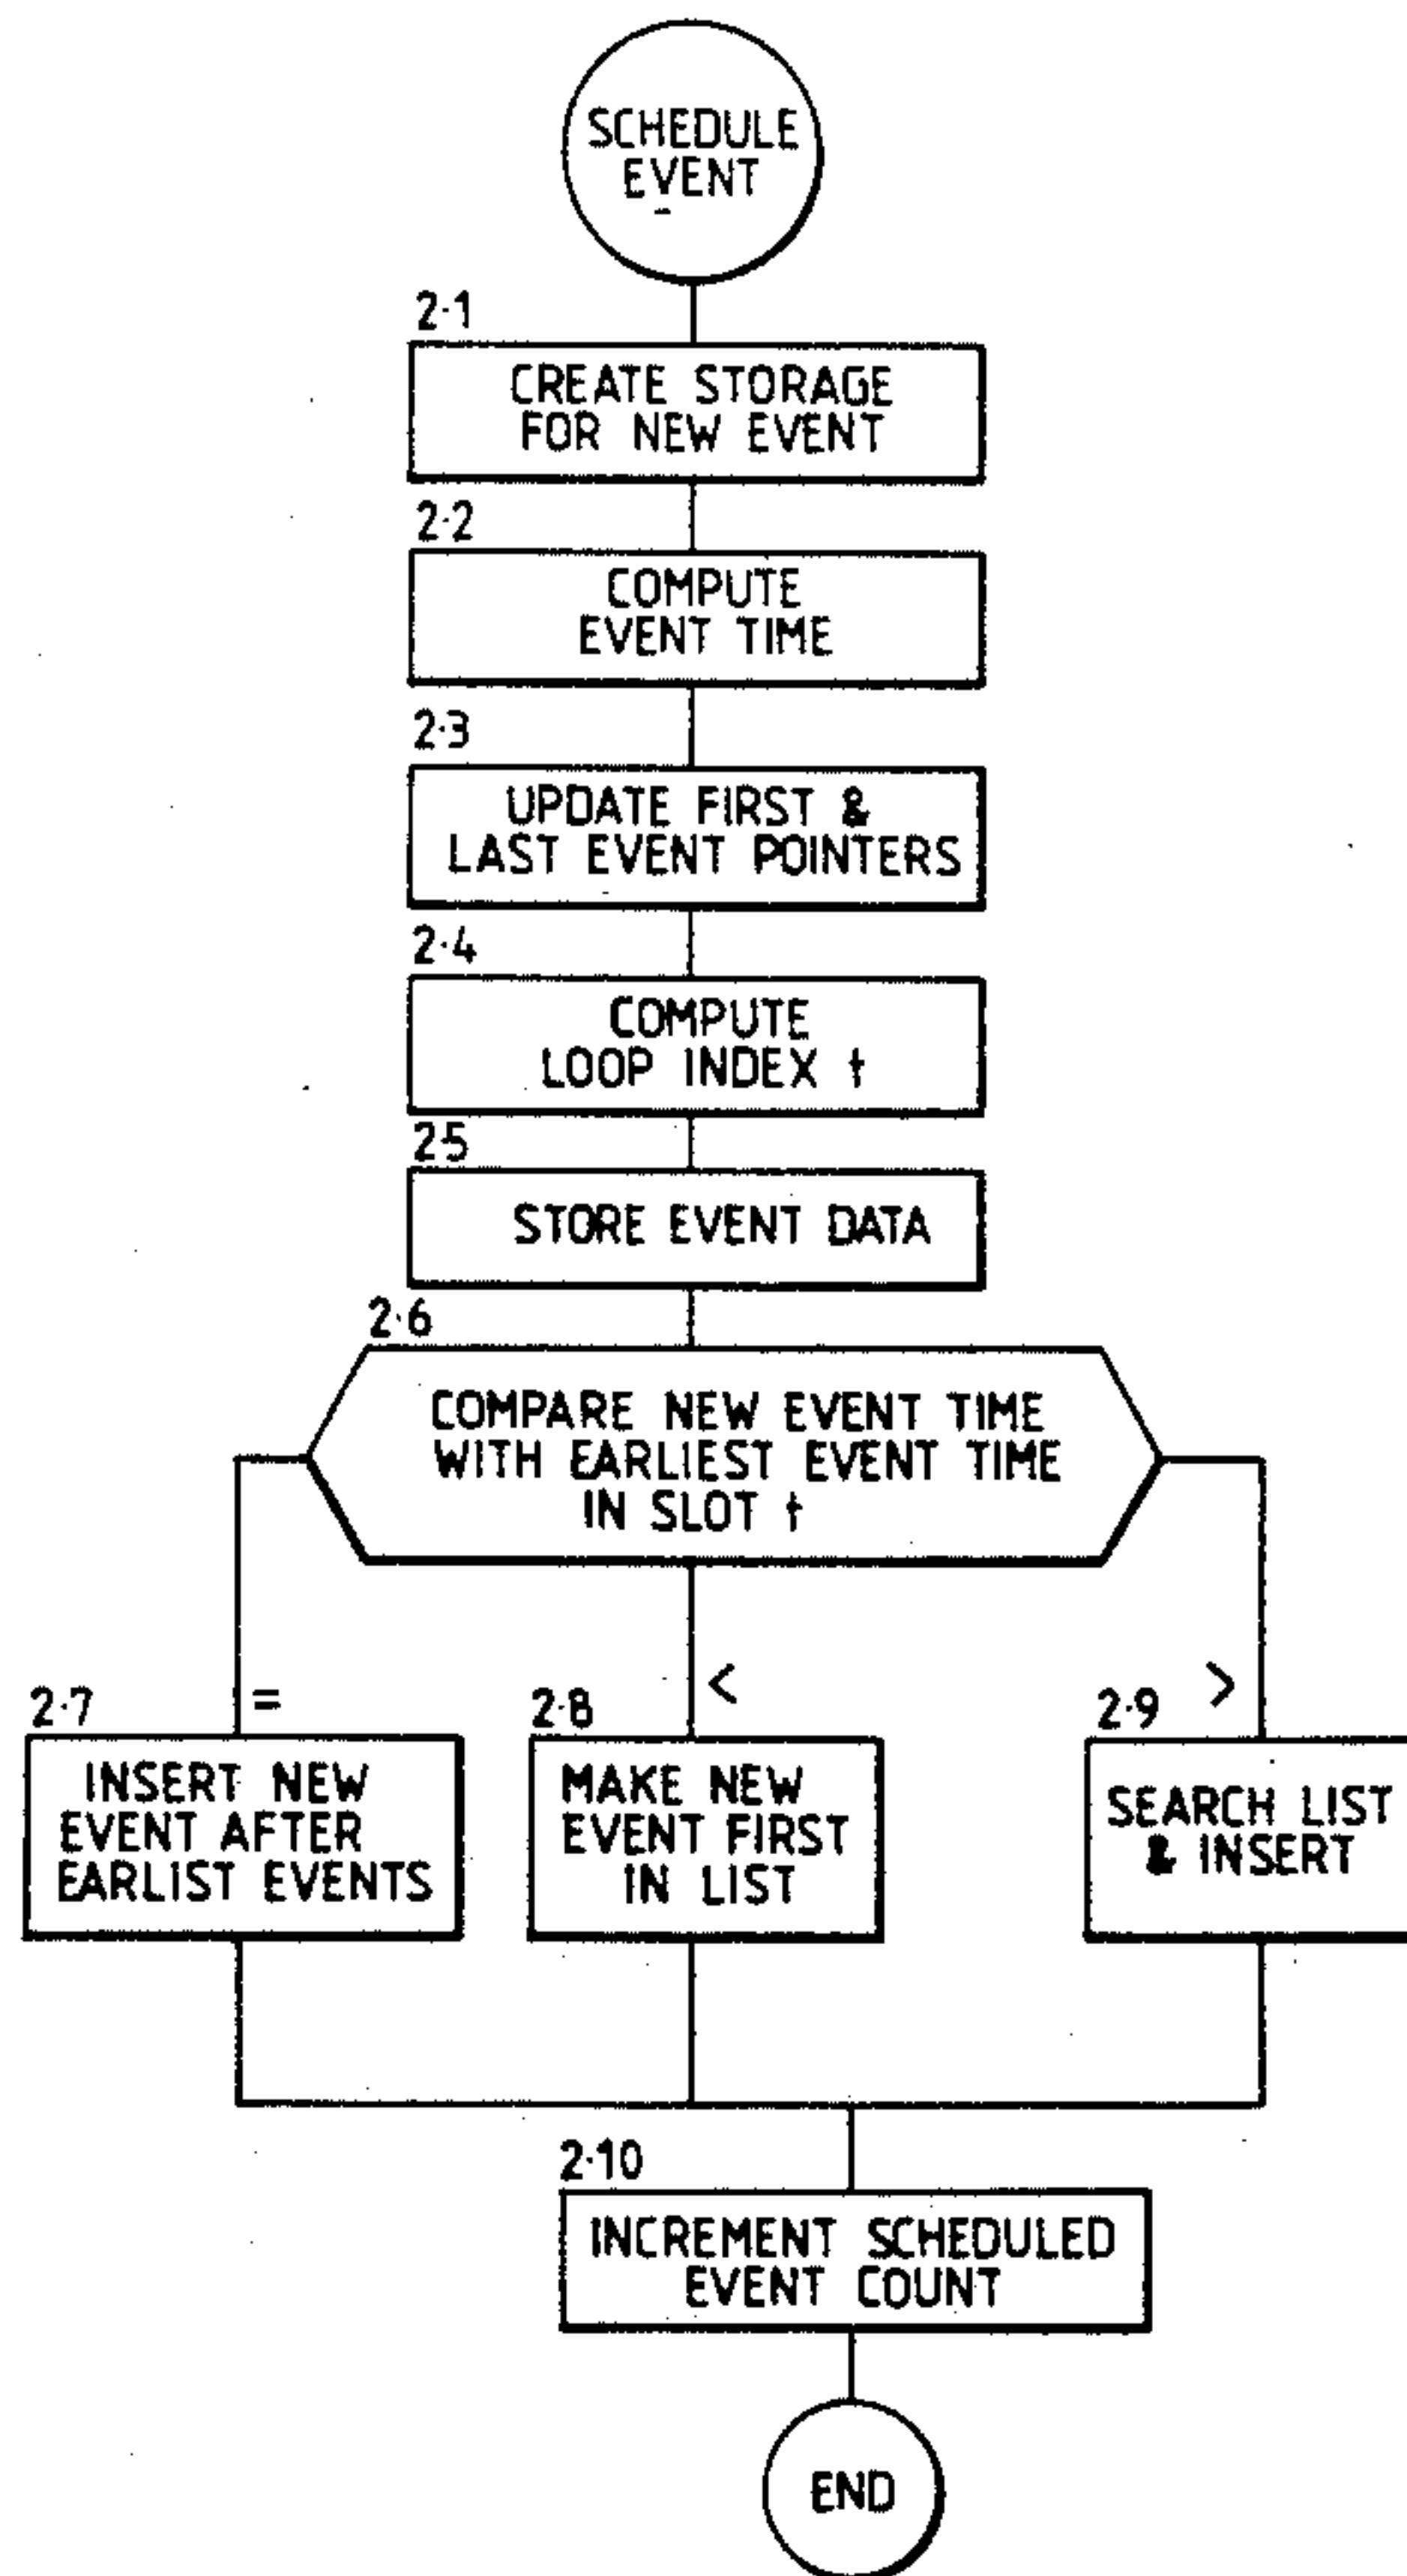 SCHEDULE
EVENT
2·1
CREATE STORAGE
FOR NEW EVENT
2·2
COMPUTE
EVENT TIME
2·3
UPDATE FIRST &
LAST EVENT POINTERS
2·4
COMPUTE
LOOP INDEX t
2·5
STORE EVENT DATA
2·6
COMPARE NEW EVENT TIME
WITH EARLIEST EVENT TIME
IN SLOT t
=
<
>
2·7
INSERT NEW
EVENT AFTER
EARLIST EVENTS
2·8
MAKE NEW
EVENT FIRST
IN LIST
2·9
SEARCH LIST
& INSERT
2·10
INCREMENT SCHEDULED
EVENT COUNT
END